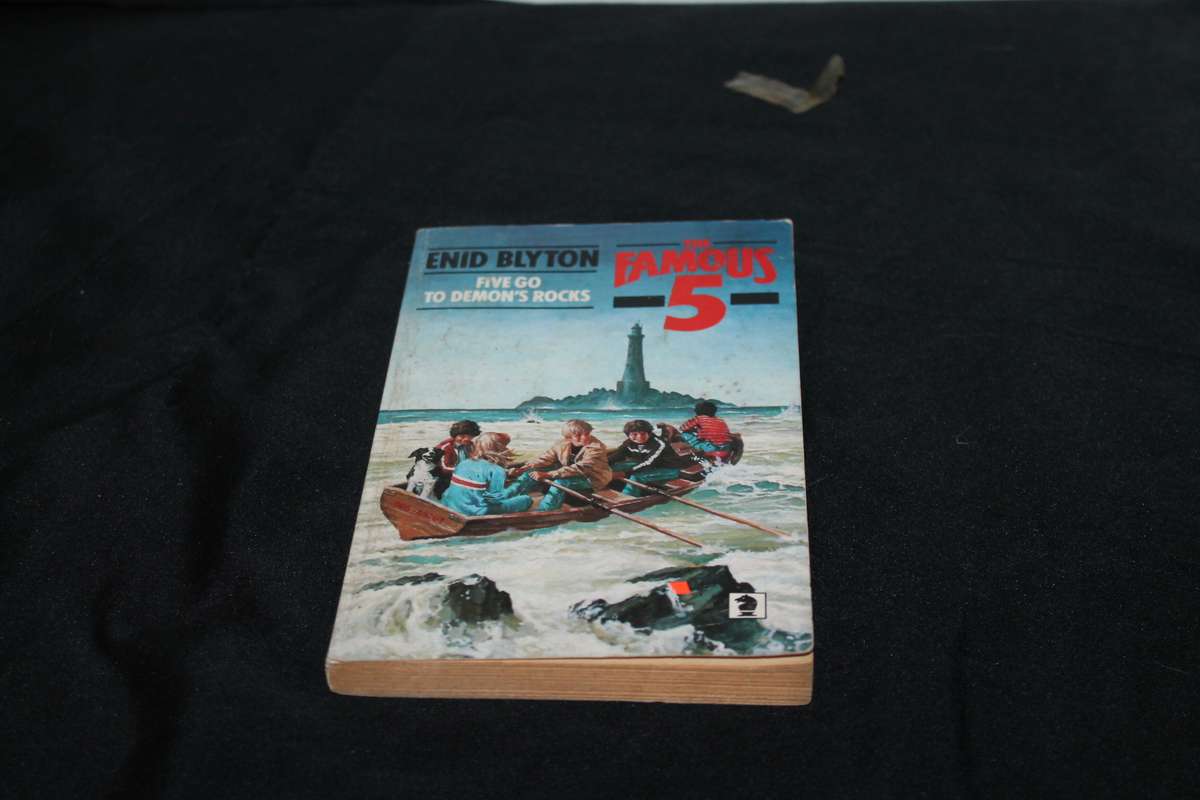 ENID BLYTON
FIVE GO
TO DEMON'S ROCKS
THE
FAMOUS
5